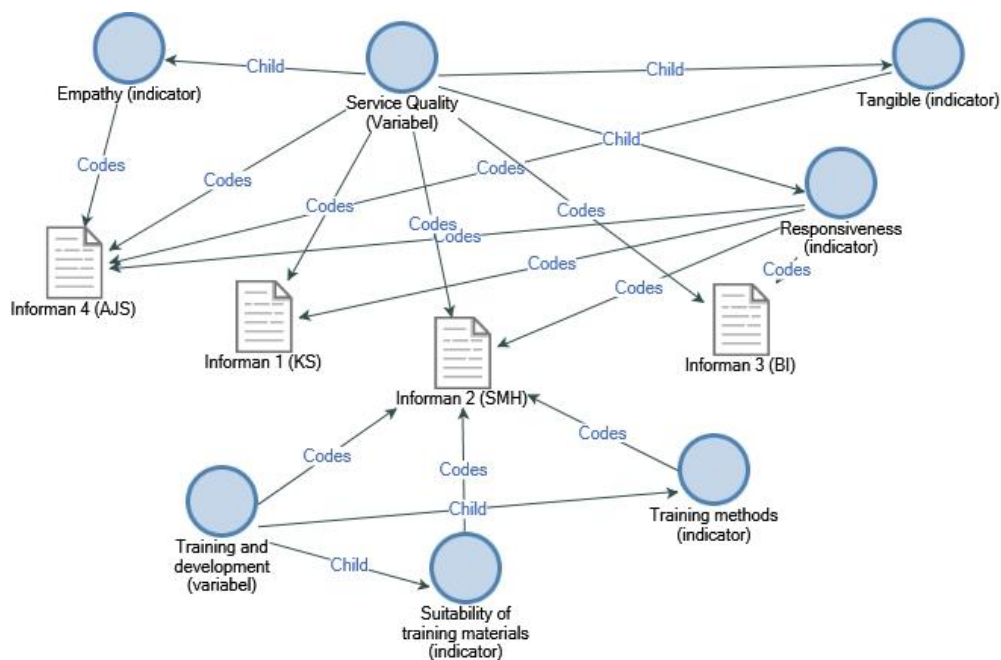 Child
Child
Empathy (indicator)
Service Quality
(Variabel)
Tangible (indicator)
Child
Codes
Codes
Codes
Codes
Codes
Codes
Codes
Responsiveness
(indicator)
Codes
Codes
Codes
Codes
Informan 4 (AJS)
Informan 1 (KS)
Informan 3 (BI)
Informan 2 (SMH)
Codes
Codes
Codes
Child
Training methods
(indicator)
Training and
development
(variabel)
Child
Suitability of
training materials
(indicator)